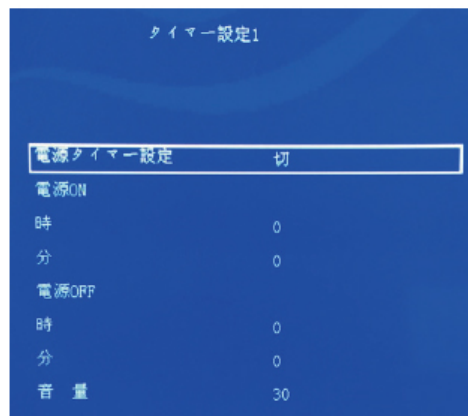 タイマー設定1
電源タイマー設定 切
電源ON
時 0
分 0
電源OFF
時 0
分 0
音 量 30